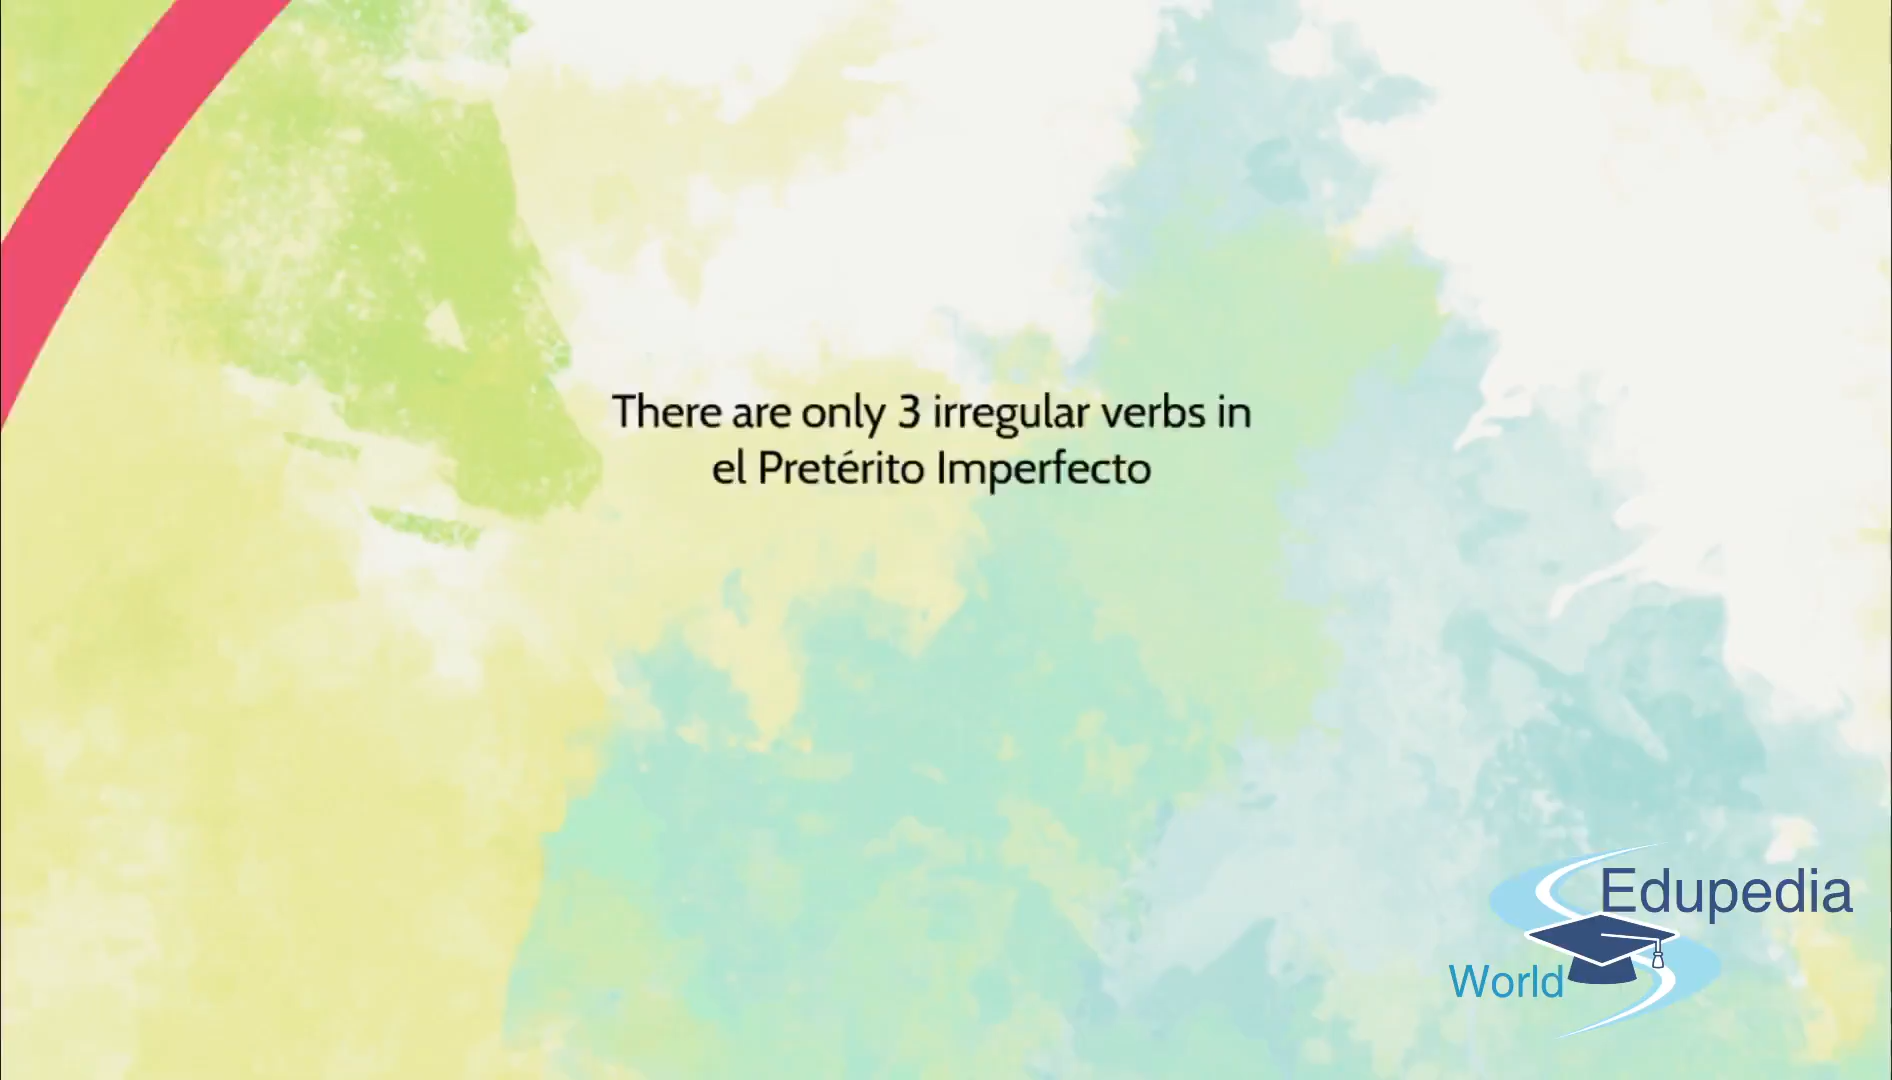 There are only 3 irregular verbs in
el Pretérito Imperfecto
Edupedia
World